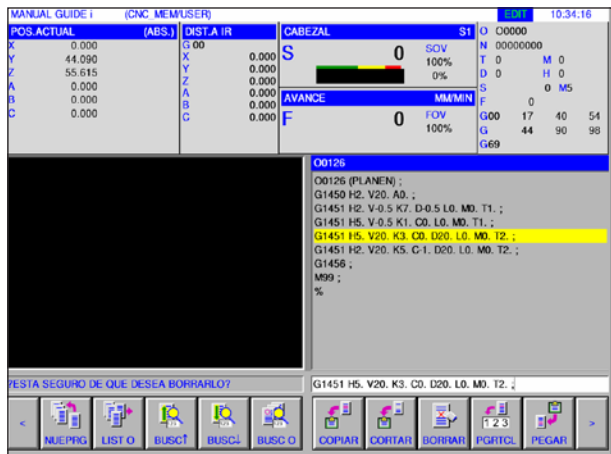 MANUAL GUIDE i (CNC_MEM/USER) EDIT 10:34:16
POS.ACTUAL (ABS.) DIST.A IR CABEZAL S1 O O0000
X 0.000 G 00 N 00000000
Y 44.090 X 0.000 S 0 SOV T 0 M 0
Z 55.615 Y 0.000 100% D 0 H 0
A 0.000 Z 0.000 0% S 0 M5
B 0.000 A 0.000 AVANCE MM/MIN F 0
C 0.000 B 0.000 F 0 FOV G00 17 40 54
C 0.000 100% G 44 90 98
G69
O0126
O0126 (PLANEN) ;
G1450 H2. V20. A0. ;
G1451 H2. V-0.5 K7. D-0.5 L0. M0. T1. ;
G1451 H5. V-0.5 K1. C0. L0. M0. T1. ;
G1451 H5. V20. K3. C0. D20. L0. M0. T2. ;
G1451 H2. V20. K5. C-1. D20. L0. M0. T2. ;
G1456 ;
M99 ;
%
?ESTA SEGURO DE QUE DESEA BORRARLO? G1451 H5. V20. K3. C0. D20. L0. M0. T2. ;
< NUEPRG LIST O BUSC↑ BUSC↓ BUSC O COPIAR CORTAR BORRAR PGRTCL PEGAR >